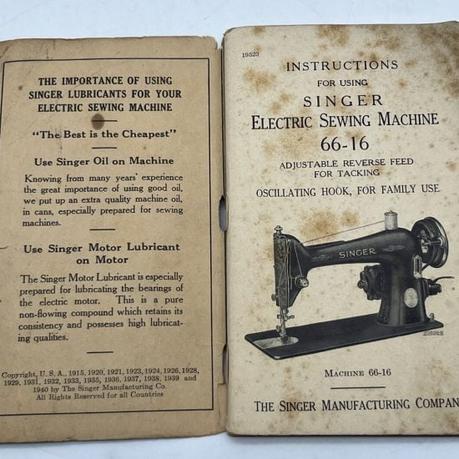 THE IMPORTANCE OF USING
SINGER LUBRICANTS FOR YOUR
ELECTRIC SEWING MACHINE
"The Best is the Cheapest"
Use Singer Oil on Machine
Knowing from many years' experience
the great importance of using good oil,
we put up an extra quality machine oil,
in cans, especially prepared for sewing
machines.
Use Singer Motor Lubricant
on Motor
The Singer Motor Lubricant is especially
prepared for lubricating the bearings of
the electric motor. This is a pure
non-flowing compound which retains its
consistency and possesses high lubricat-
ing qualities.
Copyright, U. S. A., 1915, 1920, 1921, 1923, 1924, 1926, 1928,
1929, 1931, 1932, 1933, 1935, 1936, 1937, 1938, 1939 and
1940 by The Singer Manufacturing Co.
All Rights Reserved for all Countries
19523
INSTRUCTIONS
FOR USING
SINGER
ELECTRIC SEWING MACHINE
66-16
ADJUSTABLE REVERSE FEED
FOR TACKING
OSCILLATING HOOK, FOR FAMILY USE
SINGER
MACHINE 66-16
THE SINGER MANUFACTURING COMPAN